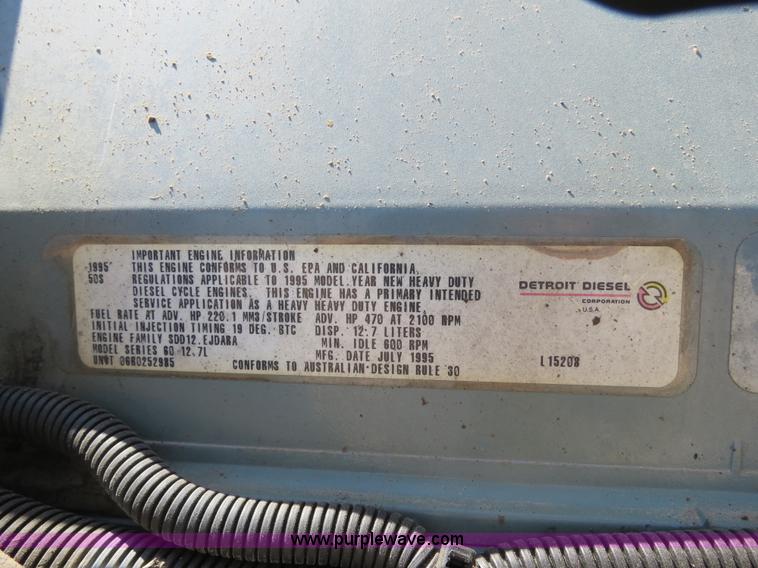 IMPORTANT ENGINE INFORMATION
1995 THIS ENGINE CONFORMS TO U.S. EPA AND CALIFORNIA
50S REGULATIONS APPLICABLE TO 1995 MODEL YEAR NEW HEAVY DUTY
DIESEL CYCLE ENGINES. THIS ENGINE HAS A PRIMARY INTENDED
SERVICE APPLICATION AS A HEAVY HEAVY DUTY ENGINE.
FUEL RATE AT ADV. HP 220.1 MM3/STROKE ADV. HP 470 AT 2100 RPM
INITIAL INJECTION TIMING 19 DEG. BTC DISP. 12.7 LITERS
ENGINE FAMILY SDD12.EJDARA MIN. IDLE 600 RPM
MODEL SERIES 60-12.7L MFG. DATE JULY 1995
UNIT 06R0252985 CONFORMS TO AUSTRALIAN DESIGN RULE 30
DETROIT DIESEL
CORPORATION
U.S.A.
L15208
www.purplewave.com